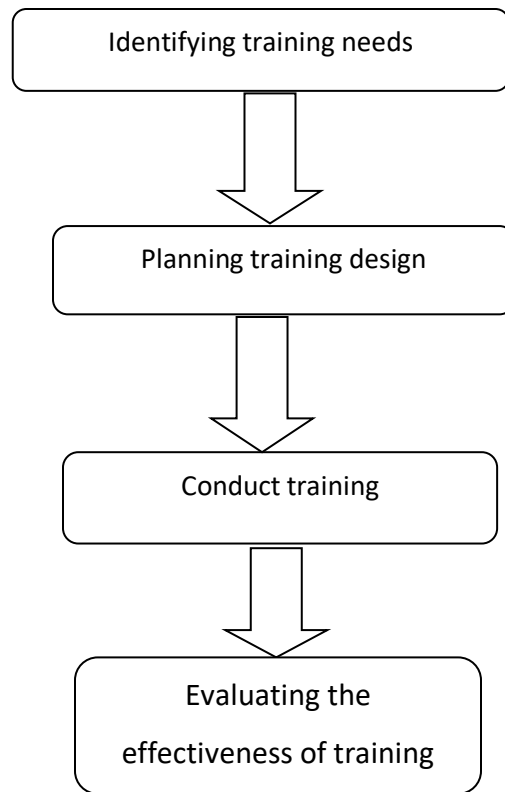 Identifying training needs
Planning training design
Conduct training
Evaluating the
effectiveness of training